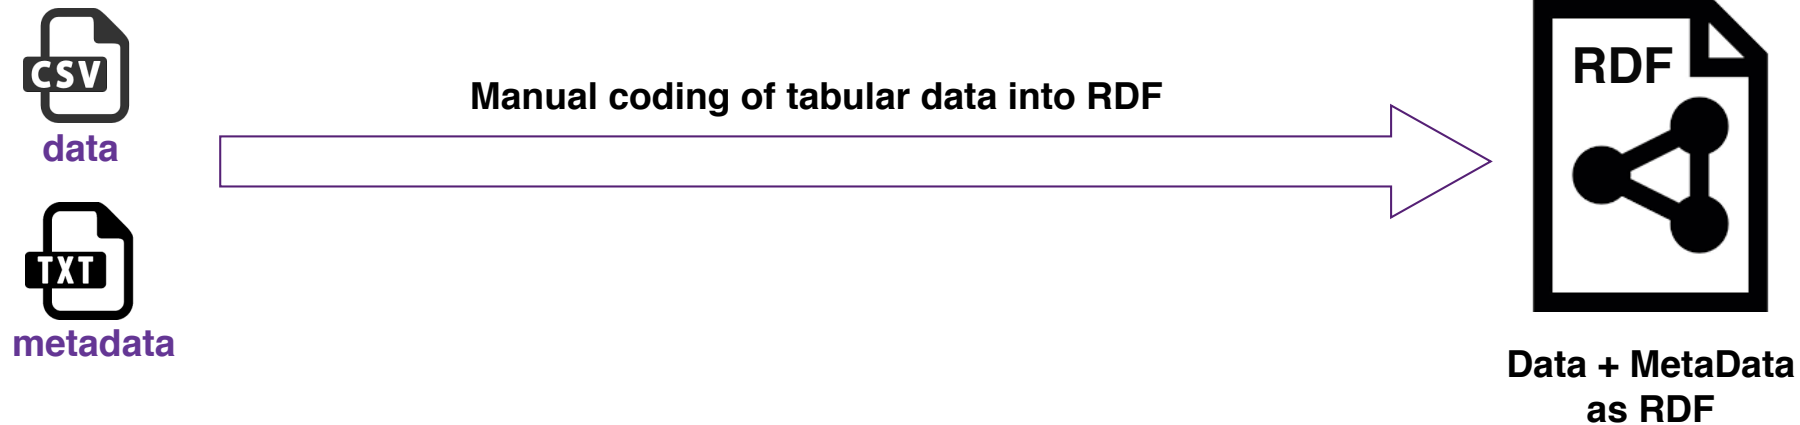 CSV
data
TXT
metadata
Manual coding of tabular data into RDF
RDF
Data + MetaData
as RDF